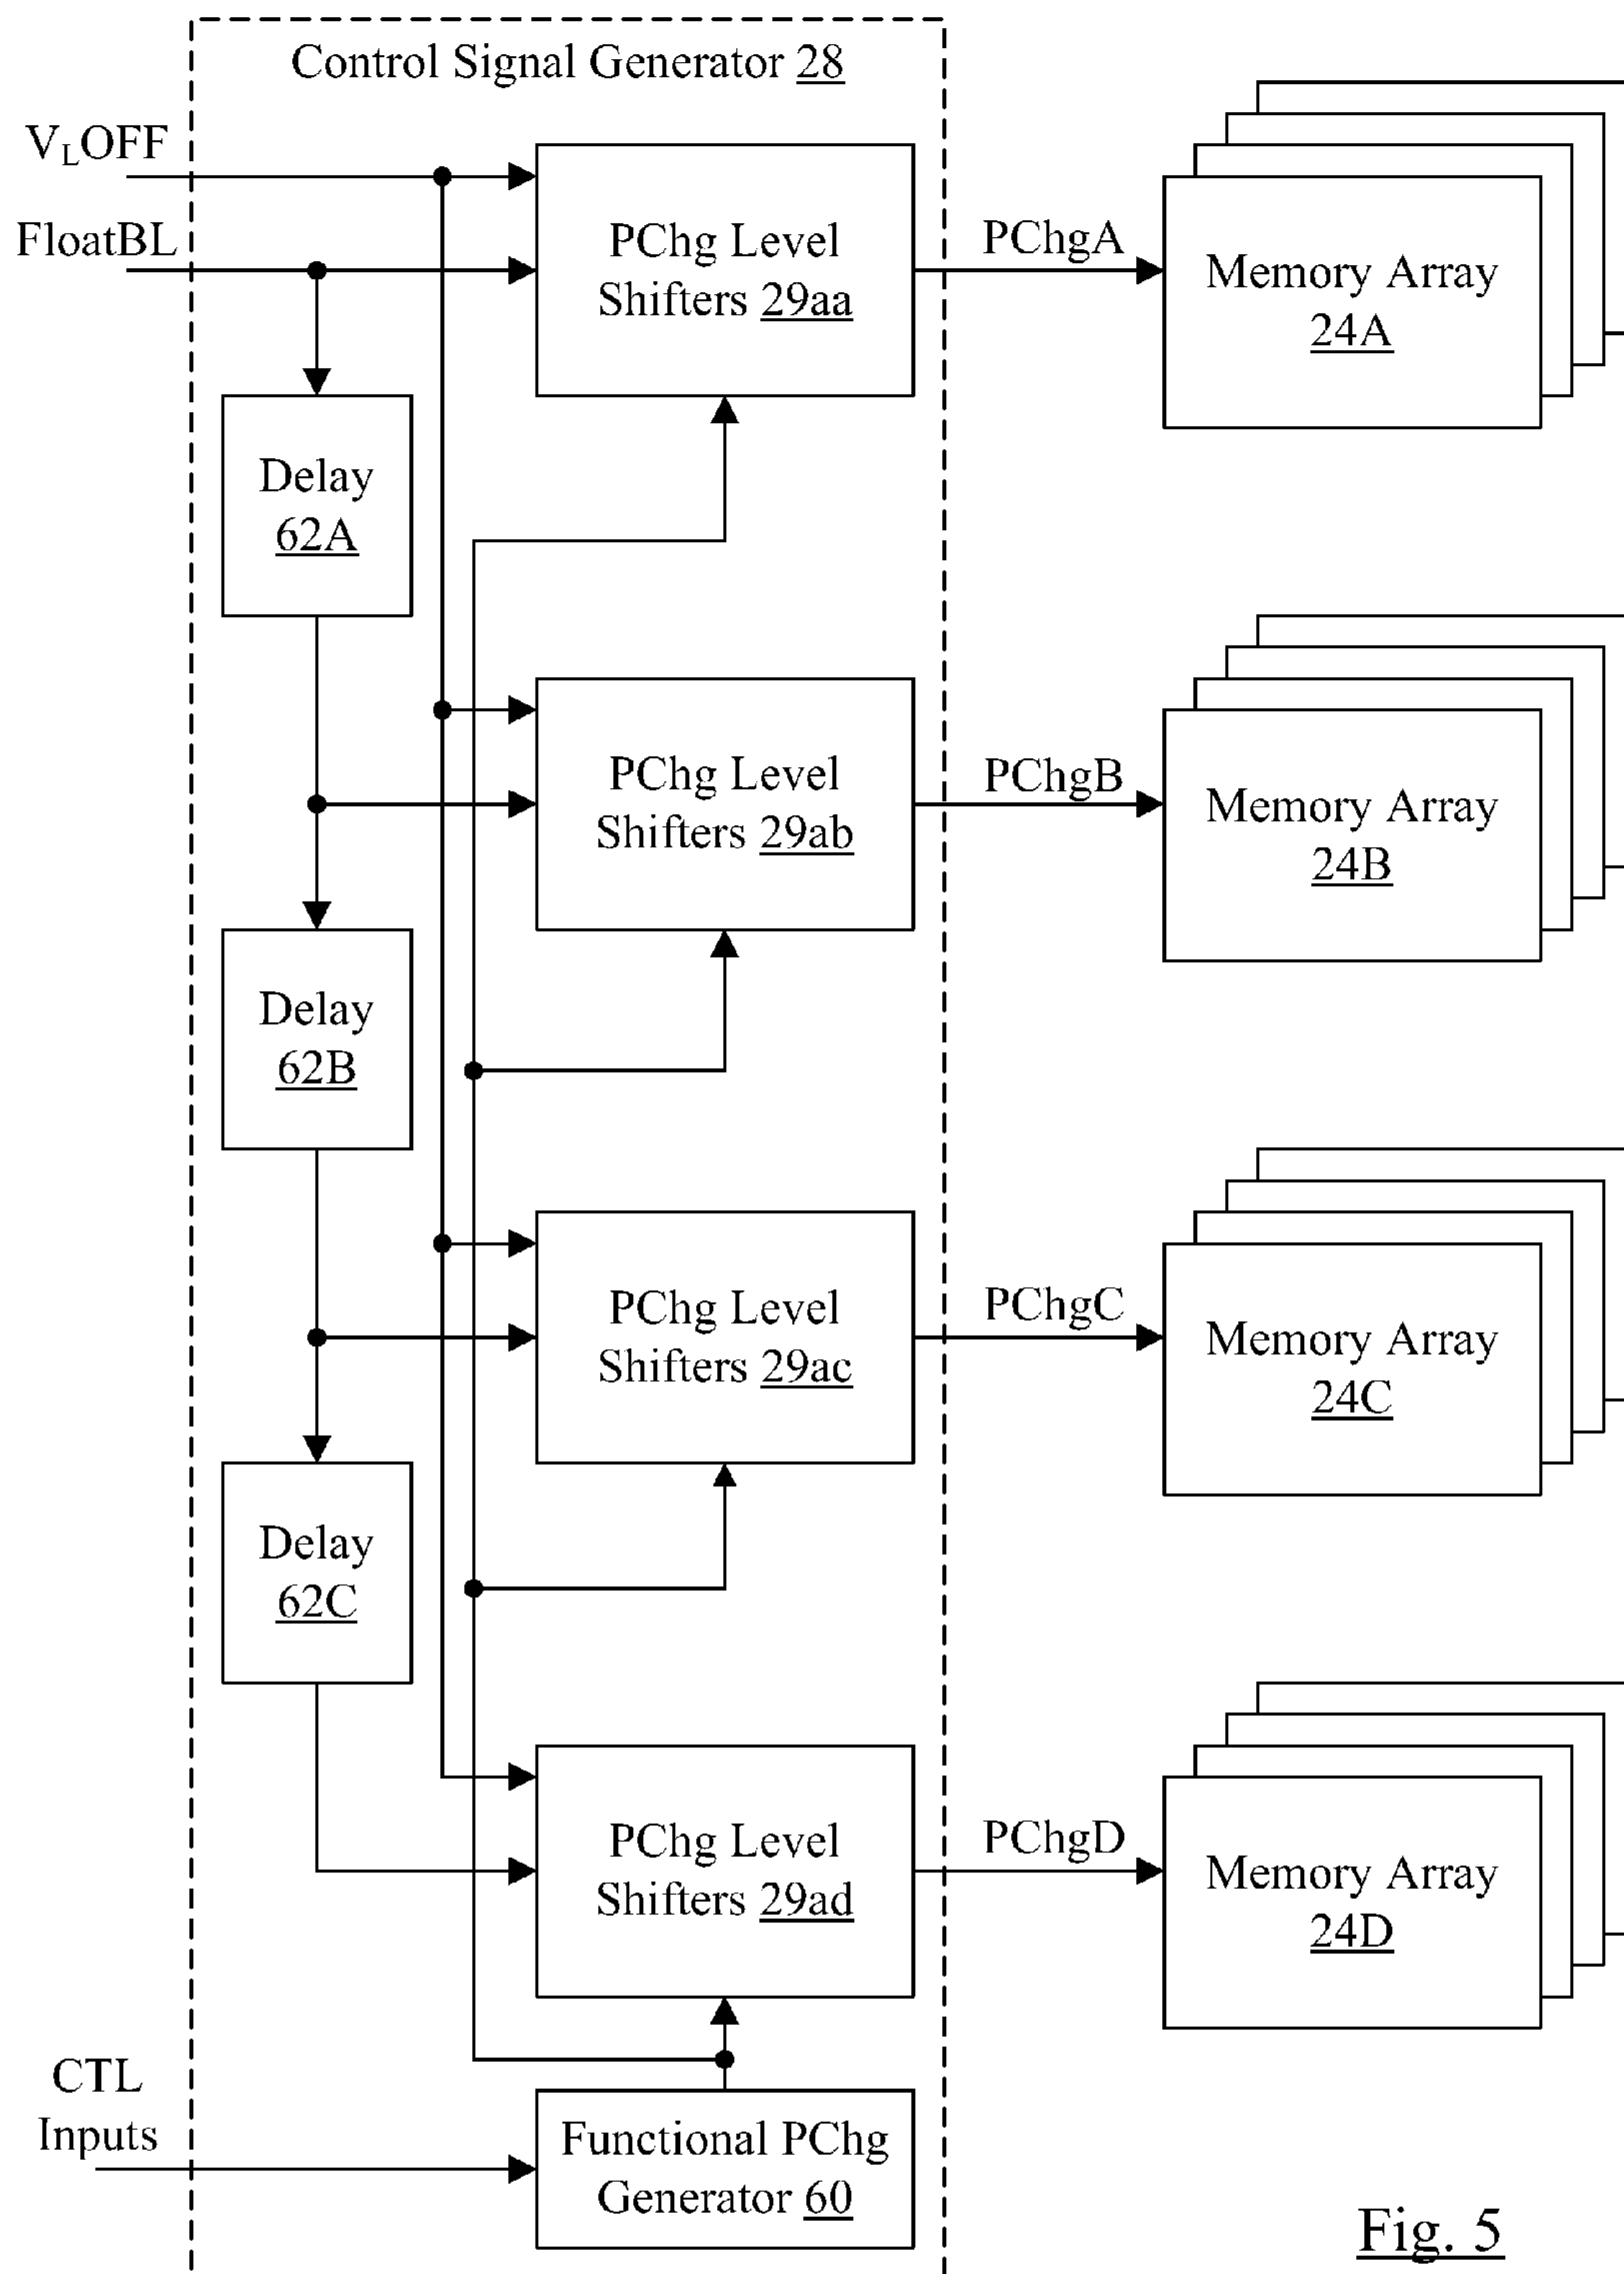 Control Signal Generator 28
VLOFF
FloatBL
PChg Level
Shifters 29aa
PChgA
Memory Array
24A
Delay
62A
PChg Level
Shifters 29ab
PChgB
Memory Array
24B
Delay
62B
PChg Level
Shifters 29ac
PChgC
Memory Array
24C
Delay
62C
PChg Level
Shifters 29ad
PChgD
Memory Array
24D
CTL
Inputs
Functional PChg
Generator 60
Fig. 5